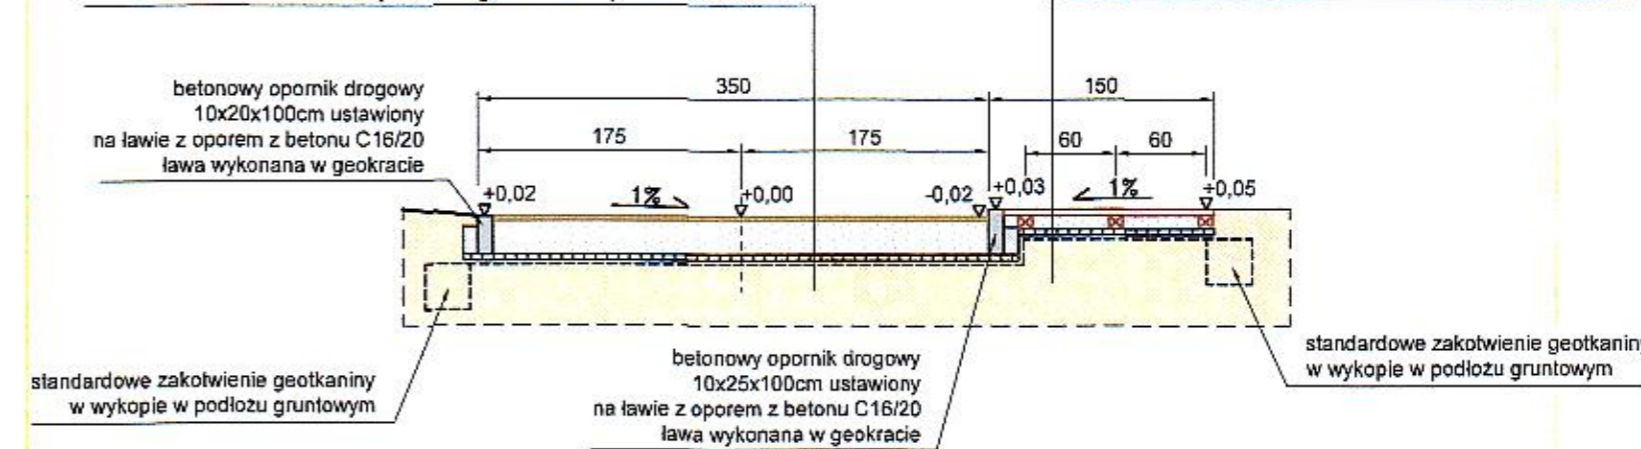 350
150
betonowy opornik drogowy
10x20x100cm ustawiony
na ławie z oporem z betonu C16/20
ława wykonana w geokracie
175
175
60
60
+0,02
1%
+0,00
-0,02
+0,03
1%
+0,05
betonowy opornik drogowy
10x25x100cm ustawiony
na ławie z oporem z betonu C16/20
ława wykonana w geokracie
standardowe zakotwienie geotkaniny
w wykopie w podłożu gruntowym
standardowe zakotwienie geotkaniny
w wykopie w podłożu gruntowym